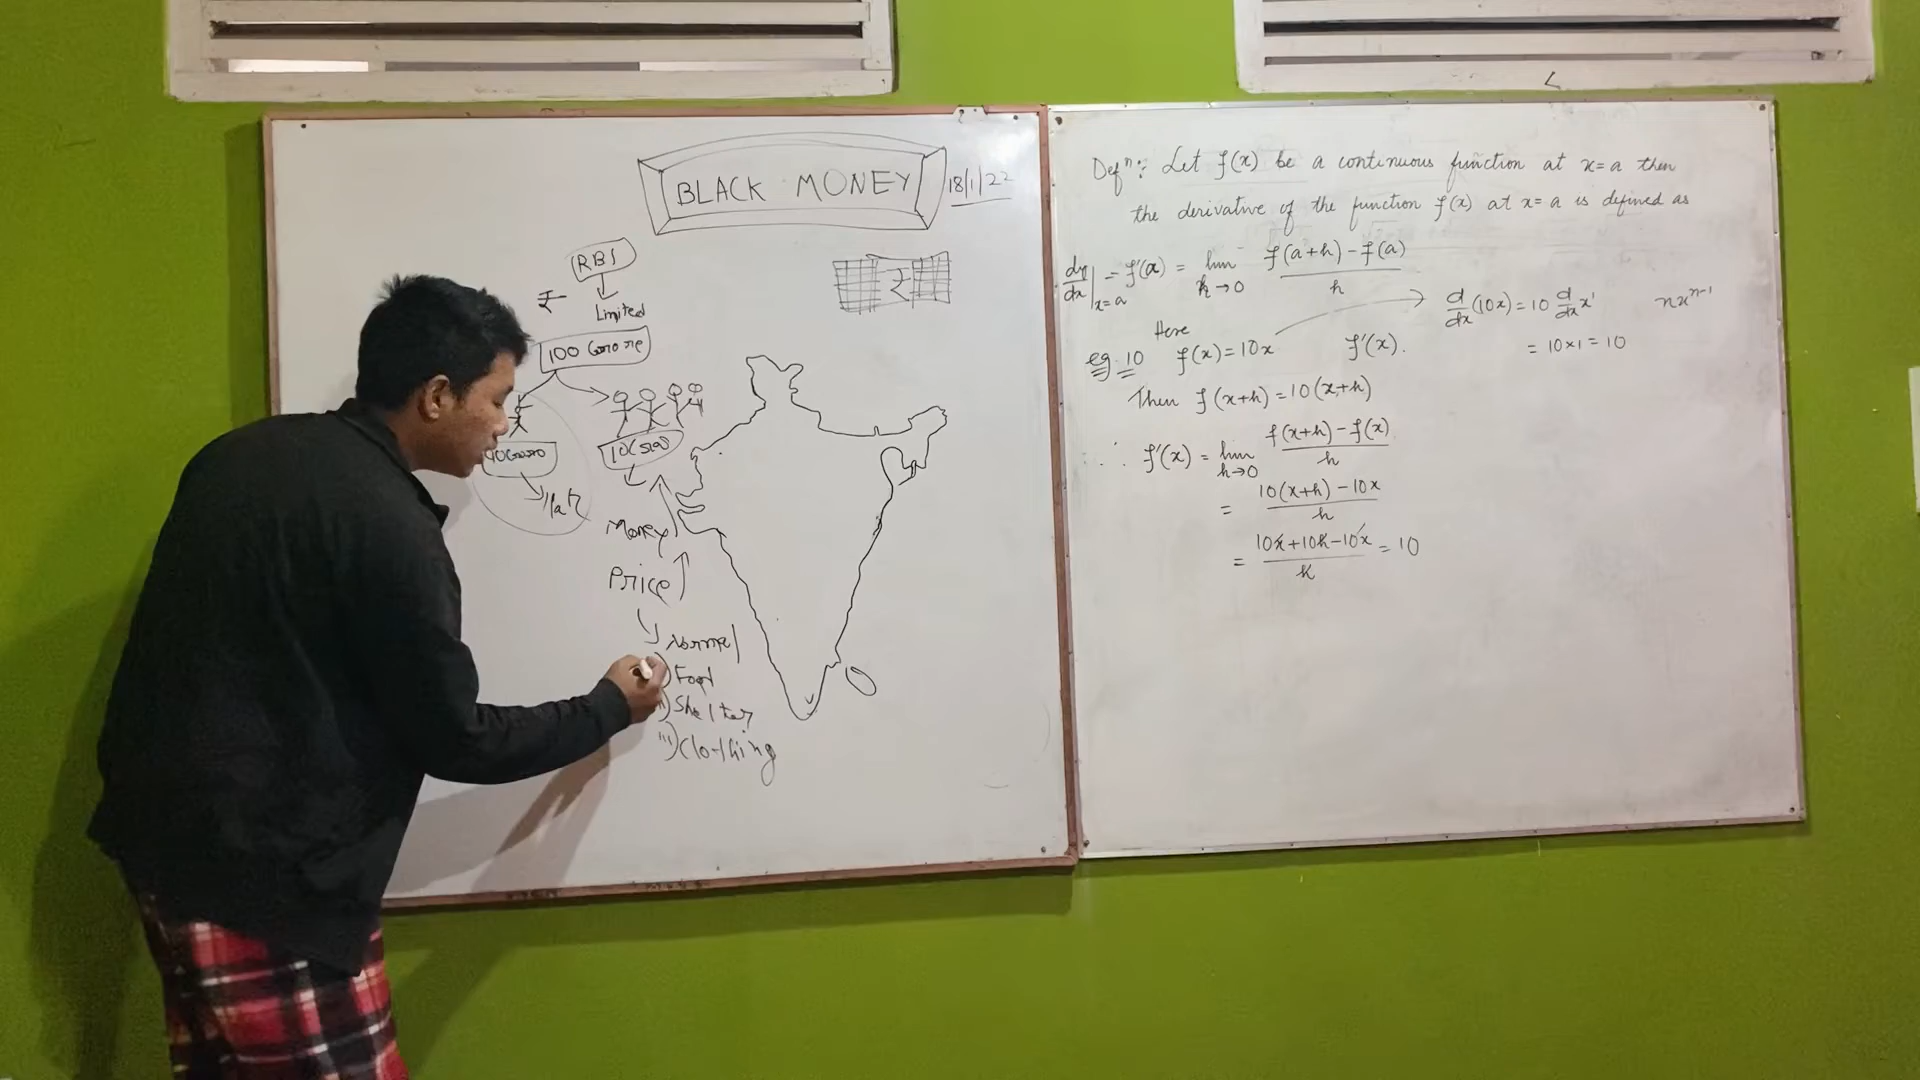 BLACK MONEY
18/1/22
RBI
₹
Limited
₹
100
Money
Price
Normal
Food
Shelter
iii) Clothing
Defⁿ: Let f(x) be a continuous function at x=a then
the derivative of the function f(x) at x=a is defined as
dy/dx|x=a = f'(a) = lim h→0 f(a+h)-f(a)/h
Here
eg. 10 f(x)=10x f'(x).
d/dx(10x)=10 d/dx x¹ nxⁿ⁻¹
= 10×1=10
Then f(x+h)=10(x+h)
∴ f'(x) = lim h→0 f(x+h)-f(x)/h
= 10(x+h)-10x/h
= 10x+10h-10x/h = 10